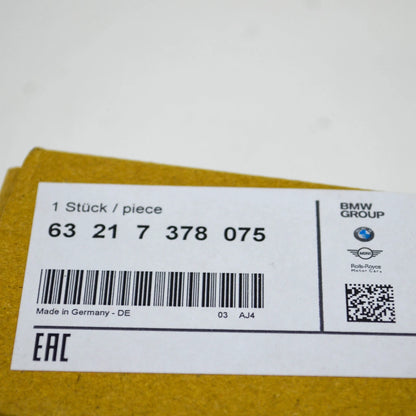 1 Stück / piece
63 21 7 378 075
Made in Germany - DE 03 AJ4
EAC
BMW
GROUP
MINI
Rolls-Royce
Motor Cars